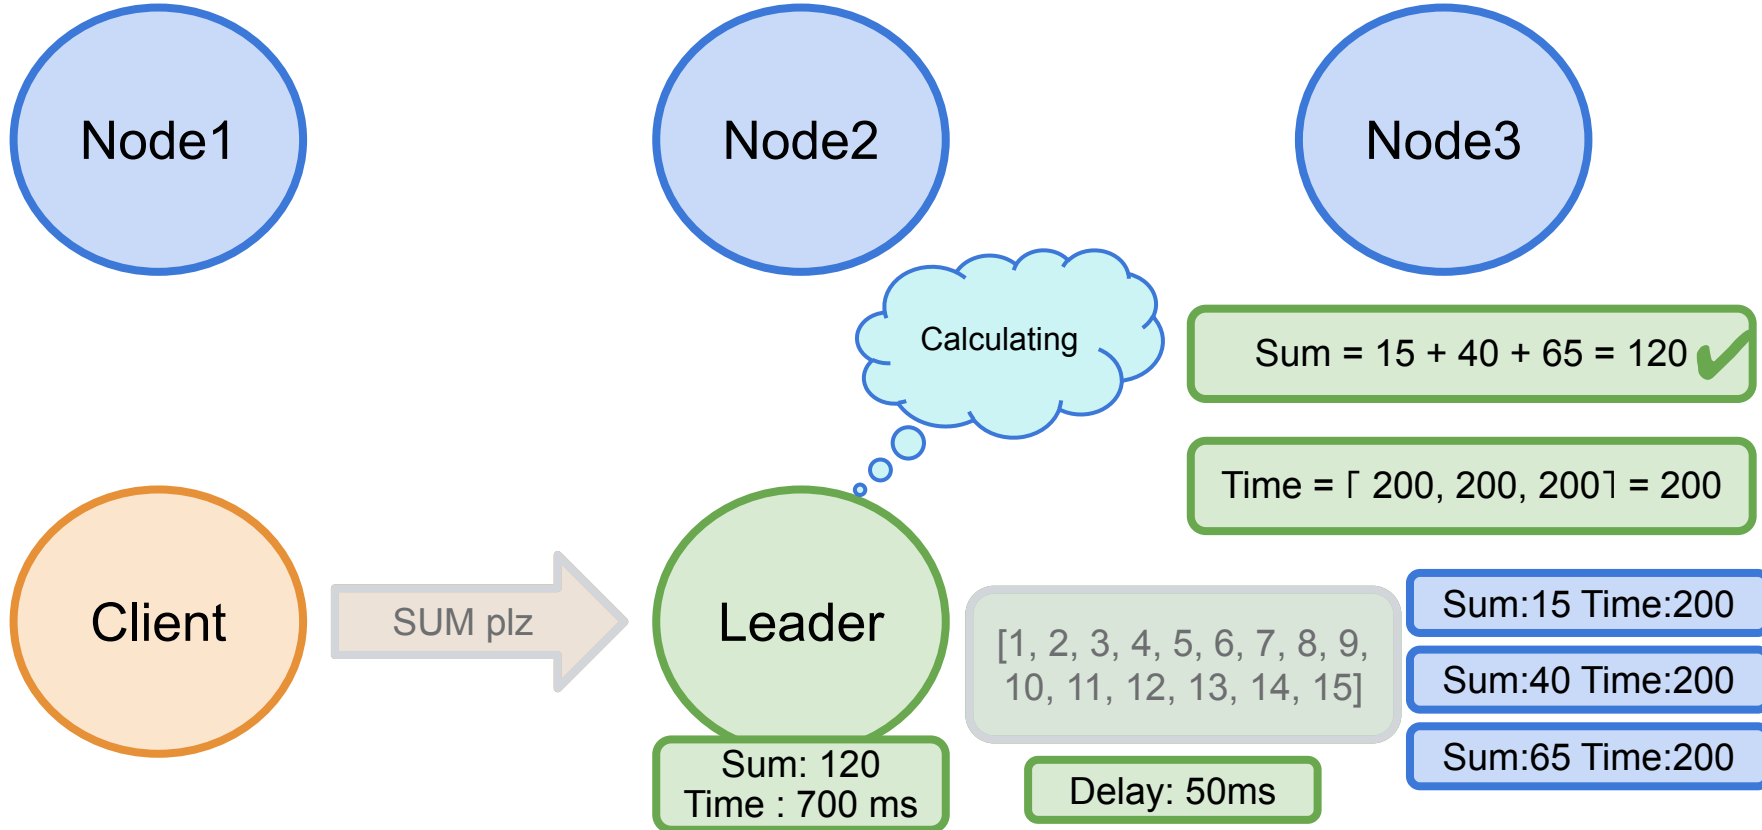 Node1
Node2
Node3
Calculating
Sum = 15 + 40 + 65 = 120
Time = ⌈ 200, 200, 200⌉ = 200
Client
SUM plz
Leader
[1, 2, 3, 4, 5, 6, 7, 8, 9,
10, 11, 12, 13, 14, 15]
Sum:15 Time:200
Sum:40 Time:200
Sum:65 Time:200
Sum: 120
Time : 700 ms
Delay: 50ms